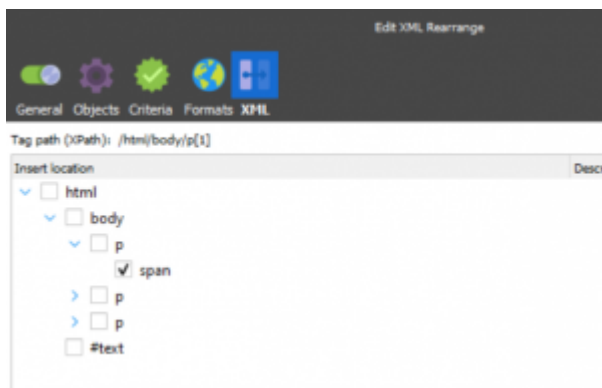 Edit XML Rearrange
General Objects Criteria Formats XML
Tag path (XPath): /html/body/p[1]
Insert location Descr
html
body
p
span
p
p
#text